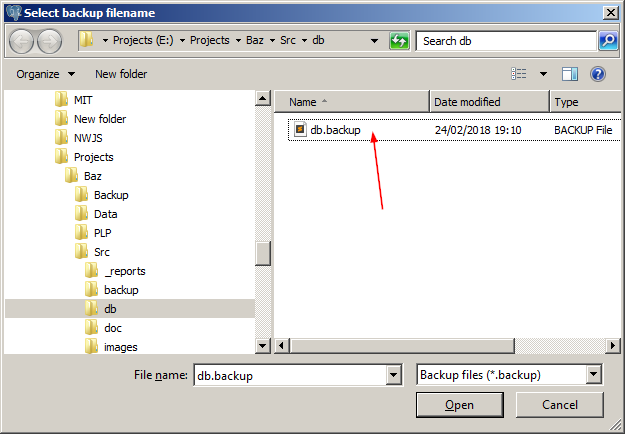 Select backup filename
Projects (E:) Projects Baz Src db
Search db
Organize New folder
MIT
New folder
NWJS
Projects
Baz
Backup
Data
PLP
Src
_reports
backup
db
doc
images
Name Date modified Type
db.backup 24/02/2018 19:10 BACKUP File
File name: db.backup
Backup files (*.backup)
Open Cancel